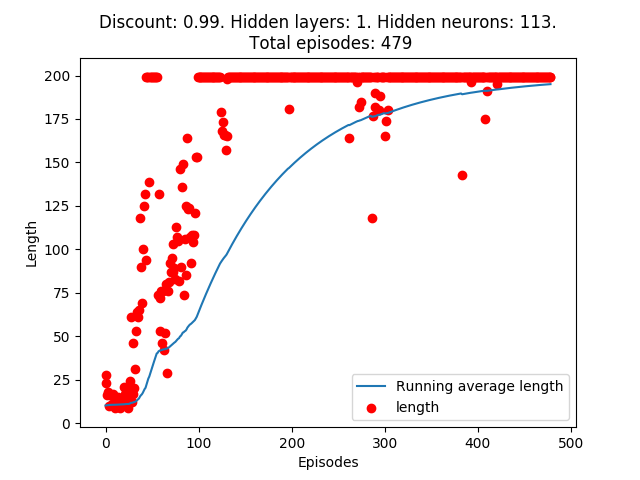 Discount: 0.99. Hidden layers: 1. Hidden neurons: 113.
Total episodes: 479
200
175
150
125
100
75
50
25
0
Length
0 100 200 300 400 500
Episodes
Running average length
length